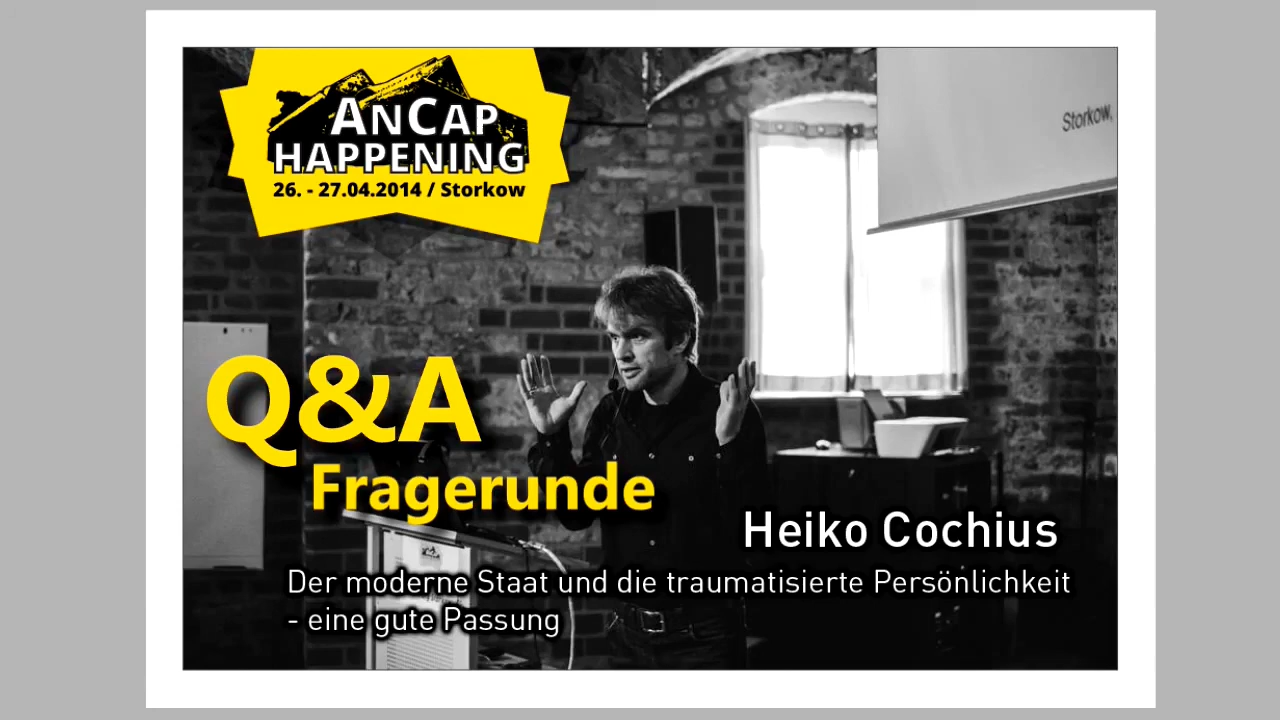 ANCAP
HAPPENING
26. - 27.04.2014 / Storkow
Storkow,
Q&A
Fragerunde
Heiko Cochius
Der moderne Staat und die traumatisierte Persönlichkeit
- eine gute Passung